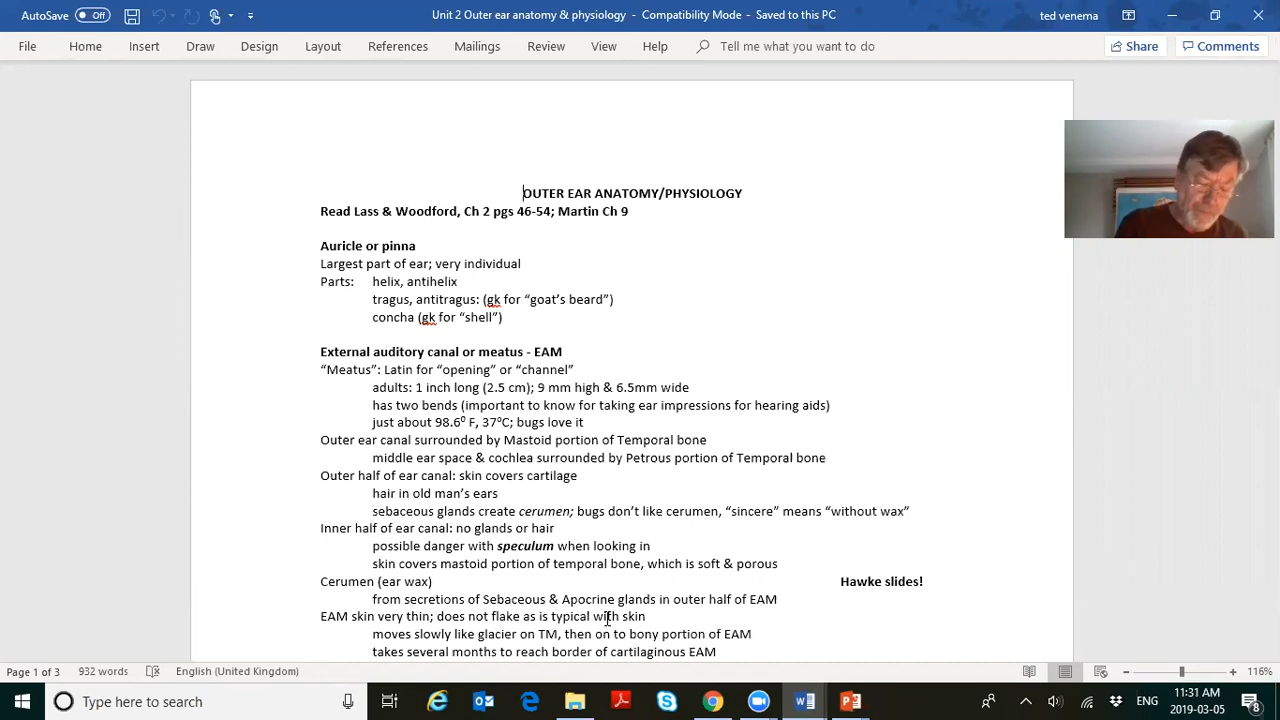 AutoSave Off Unit 2 Outer ear anatomy & physiology - Compatibility Mode - Saved to this PC ted venema
File Home Insert Draw Design Layout References Mailings Review View Help Tell me what you want to do Share Comments
OUTER EAR ANATOMY/PHYSIOLOGY
Read Lass & Woodford, Ch 2 pgs 46-54; Martin Ch 9
Auricle or pinna
Largest part of ear; very individual
Parts: helix, antihelix
tragus, antitragus: (gk for “goat’s beard”)
concha (gk for “shell”)
External auditory canal or meatus - EAM
“Meatus”: Latin for “opening” or “channel”
adults: 1 inch long (2.5 cm); 9 mm high & 6.5mm wide
has two bends (important to know for taking ear impressions for hearing aids)
just about 98.6⁰ F, 37⁰C; bugs love it
Outer ear canal surrounded by Mastoid portion of Temporal bone
middle ear space & cochlea surrounded by Petrous portion of Temporal bone
Outer half of ear canal: skin covers cartilage
hair in old man’s ears
sebaceous glands create cerumen; bugs don’t like cerumen, “sincere” means “without wax”
Inner half of ear canal: no glands or hair
possible danger with speculum when looking in
skin covers mastoid portion of temporal bone, which is soft & porous
Cerumen (ear wax) Hawke slides!
from secretions of Sebaceous & Apocrine glands in outer half of EAM
EAM skin very thin; does not flake as is typical with skin
moves slowly like glacier on TM, then on to bony portion of EAM
takes several months to reach border of cartilaginous EAM
Page 1 of 3 932 words English (United Kingdom) 116%
Type here to search ENG 11:31 AM
2019-03-05 8